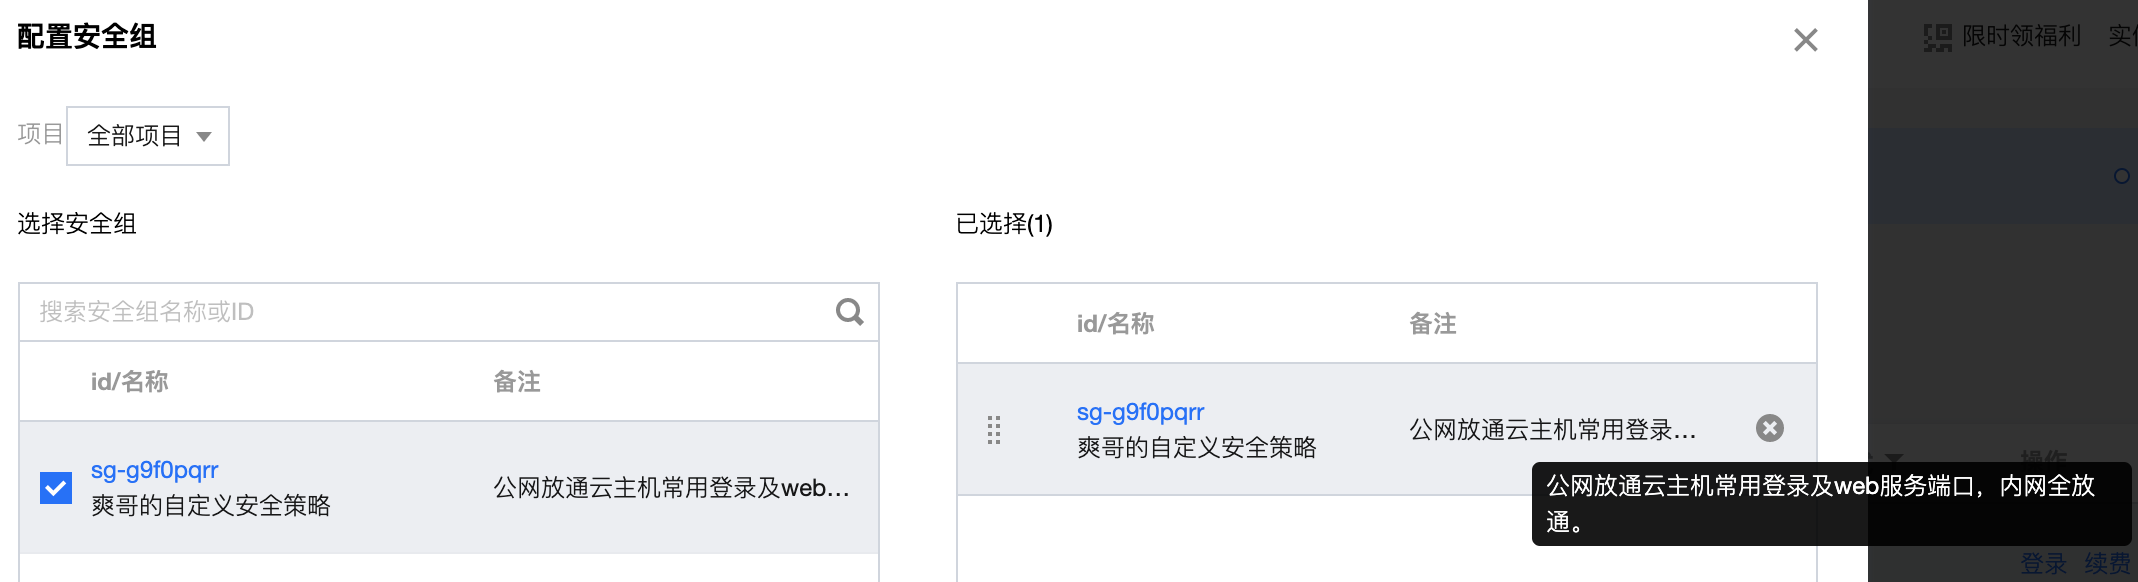 配置安全组
限时领福利
项目 全部项目
选择安全组
已选择(1)
搜索安全组名称或ID
id/名称 备注
id/名称 备注
sg-g9f0pqrr
爽哥的自定义安全策略
公网放通云主机常用登录及web...
sg-g9f0pqrr
爽哥的自定义安全策略
公网放通云主机常用登录...
操作
公网放通云主机常用登录及web服务端口，内网全放
通。
登录 续费